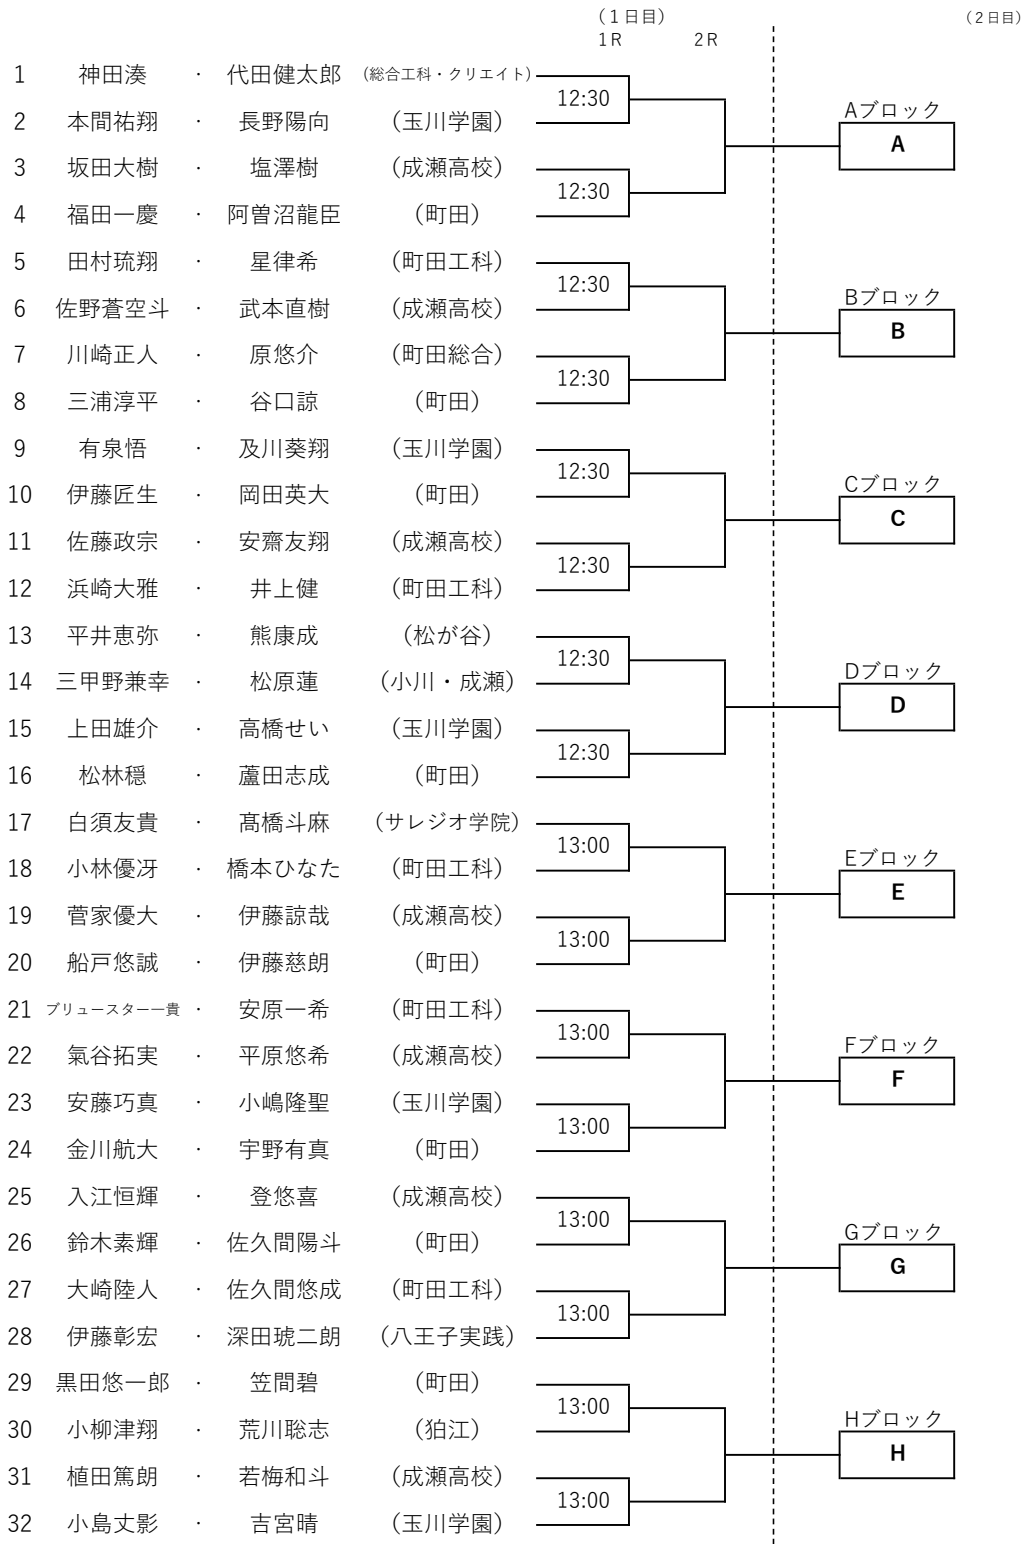 （１日目） （２日目）
1Ｒ 2Ｒ
1 神田湊 · 代田健太郎 （総合工科・クリエイト）
12:30
Aブロック
2 本間祐翔 · 長野陽向 （玉川学園）
A
3 坂田大樹 · 塩澤樹 （成瀬高校）
12:30
4 福田一慶 · 阿曽沼龍臣 （町田）
5 田村琉翔 · 星律希 （町田工科）
12:30
Bブロック
6 佐野蒼空斗 · 武本直樹 （成瀬高校）
B
7 川崎正人 · 原悠介 （町田総合）
12:30
8 三浦淳平 · 谷口諒 （町田）
9 有泉悟 · 及川葵翔 （玉川学園）
12:30
Cブロック
10 伊藤匠生 · 岡田英大 （町田）
C
11 佐藤政宗 · 安齋友翔 （成瀬高校）
12:30
12 浜崎大雅 · 井上健 （町田工科）
13 平井恵弥 · 熊康成 （松が谷）
12:30
Dブロック
14 三甲野兼幸 · 松原蓮 （小川・成瀬）
D
15 上田雄介 · 高橋せい （玉川学園）
12:30
16 松林穏 · 蘆田志成 （町田）
17 白須友貴 · 髙橋斗麻 （サレジオ学院）
13:00
Eブロック
18 小林優冴 · 橋本ひなた （町田工科）
E
19 菅家優大 · 伊藤諒哉 （成瀬高校）
13:00
20 船戸悠誠 · 伊藤慈朗 （町田）
21 ブリュースター一貴 · 安原一希 （町田工科）
13:00
Fブロック
22 氣谷拓実 · 平原悠希 （成瀬高校）
F
23 安藤巧真 · 小嶋隆聖 （玉川学園）
13:00
24 金川航大 · 宇野有真 （町田）
25 入江恒輝 · 登悠喜 （成瀬高校）
13:00
Gブロック
26 鈴木素輝 · 佐久間陽斗 （町田）
G
27 大崎陸人 · 佐久間悠成 （町田工科）
13:00
28 伊藤彰宏 · 深田琥二朗 （八王子実践）
29 黒田悠一郎 · 笠間碧 （町田）
13:00
Hブロック
30 小柳津翔 · 荒川聡志 （狛江）
H
31 植田篤朗 · 若梅和斗 （成瀬高校）
13:00
32 小島丈影 · 吉宮晴 （玉川学園）